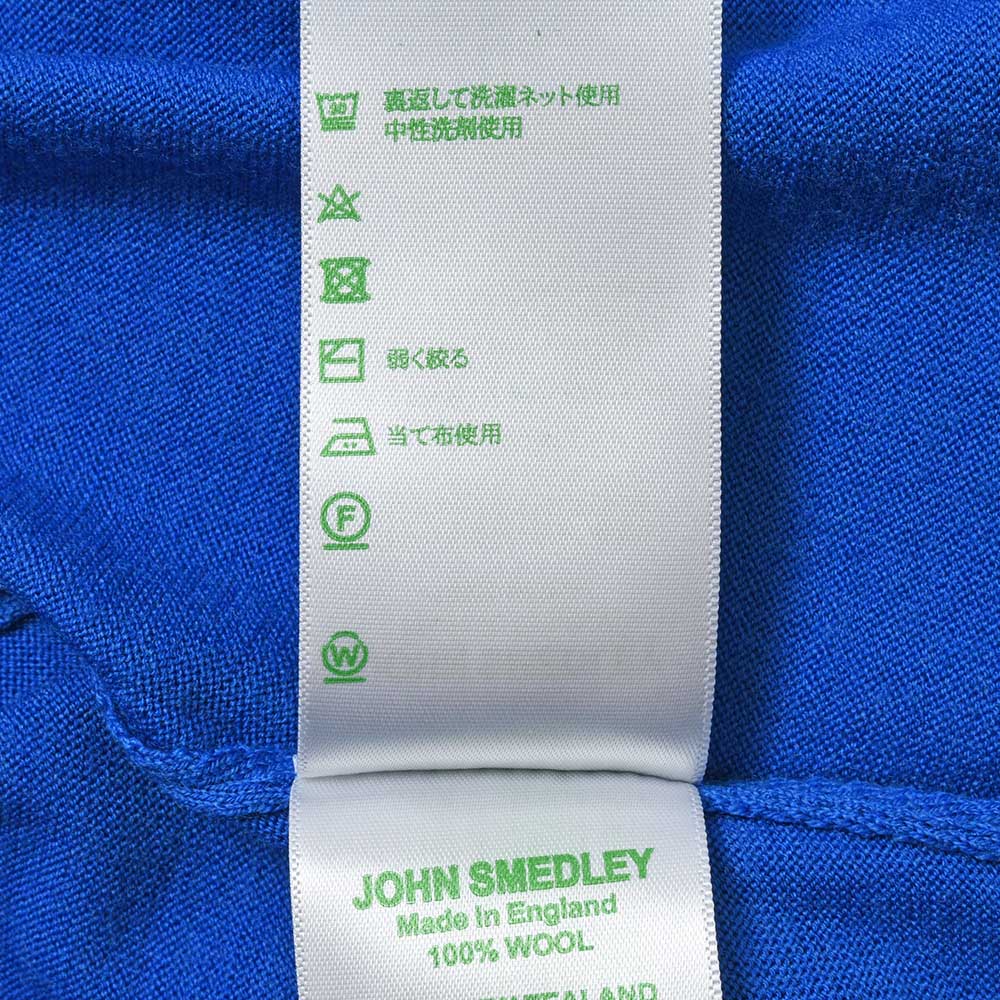 30
裏返して洗濯ネット使用
中性洗剤使用
弱く絞る
当て布使用
F
W
JOHN SMEDLEY
Made In England
100% WOOL